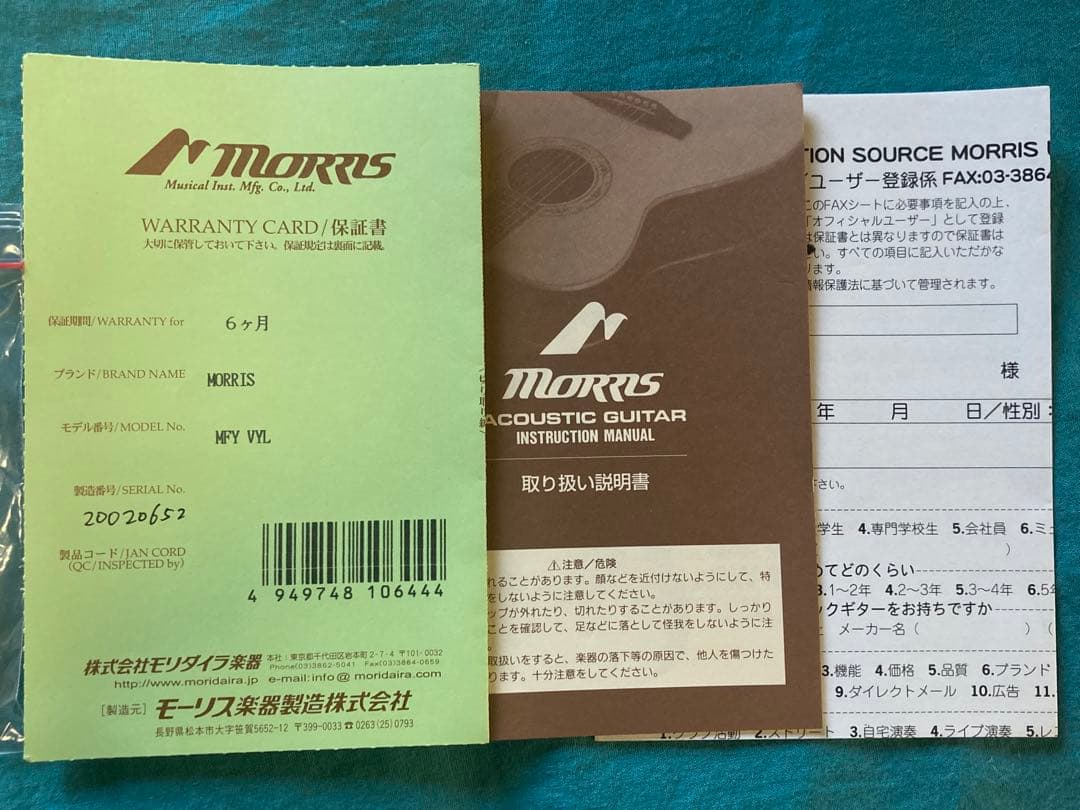 MORRIS
Musical Inst. Mfg. Co., Ltd.
WARRANTY CARD/保証書
大切に保管しておいて下さい。保証規定は裏面に記載。
保証期間/WARRANTY for 6ヶ月
ブランド/BRAND NAME MORRIS
モデル番号/MODEL No. MFY VYL
製造番号/SERIAL No.
20020652
製品コード/JAN CORD
(QC/INSPECTED by)
4 949748 106444
株式会社モリダイラ楽器 本社:東京都千代田区岩本町2-7-4 〒101-0032
Phone(03)3862-5041 Fax(03)3864-0659
http://www.moridaira.jp e-mail:info@moridaira.com
[製造元] モーリス楽器製造株式会社
長野県松本市大字笹賀5652-12 〒399-0033 ☎0263(25)0793
MORRIS
ACOUSTIC GUITAR
INSTRUCTION MANUAL
取り扱い説明書
⚠注意/危険
れることがあります。顔などを近付けないようにして、特
をしないように注意してください。
ップが外れたり、切れたりすることがあります。しっかり
ことを確認して、足などに落として怪我をしないように注
。
取扱いをすると、楽器の落下等の原因で、他人を傷つけた
ります。十分注意をしてください。
TION SOURCE MORRIS U
ユーザー登録係 FAX:03-3864
このFAXシートに必要事項を記入の上、
「オフィシャルユーザー」として登録
は保証書とは異なりますので保証書は
い。すべての項目に記入いただかな
ります。
情報保護法に基づいて管理されます。
様
年 月 日/性別:
ださい。
学生 4.専門学校生 5.会社員 6.ミュ
)
めてどのくらい
3.1~2年 4.2~3年 5.3~4年 6.5年
ックギターをお持ちですか
メーカー名( ) (
3.機能 4.価格 5.品質 6.ブランド
9.ダイレクトメール 10.広告 11.
1.クラブ活動 2.ストリート 3.自宅演奏 4.ライブ演奏 5.レ